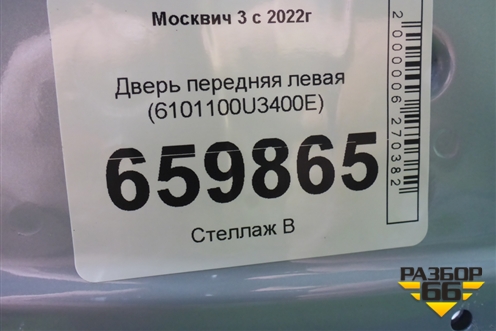 Москвич 3 с 2022г
Дверь передняя левая
(6101100U3400E)
659865
Стеллаж В
2000006270382
РАЗБОР
66